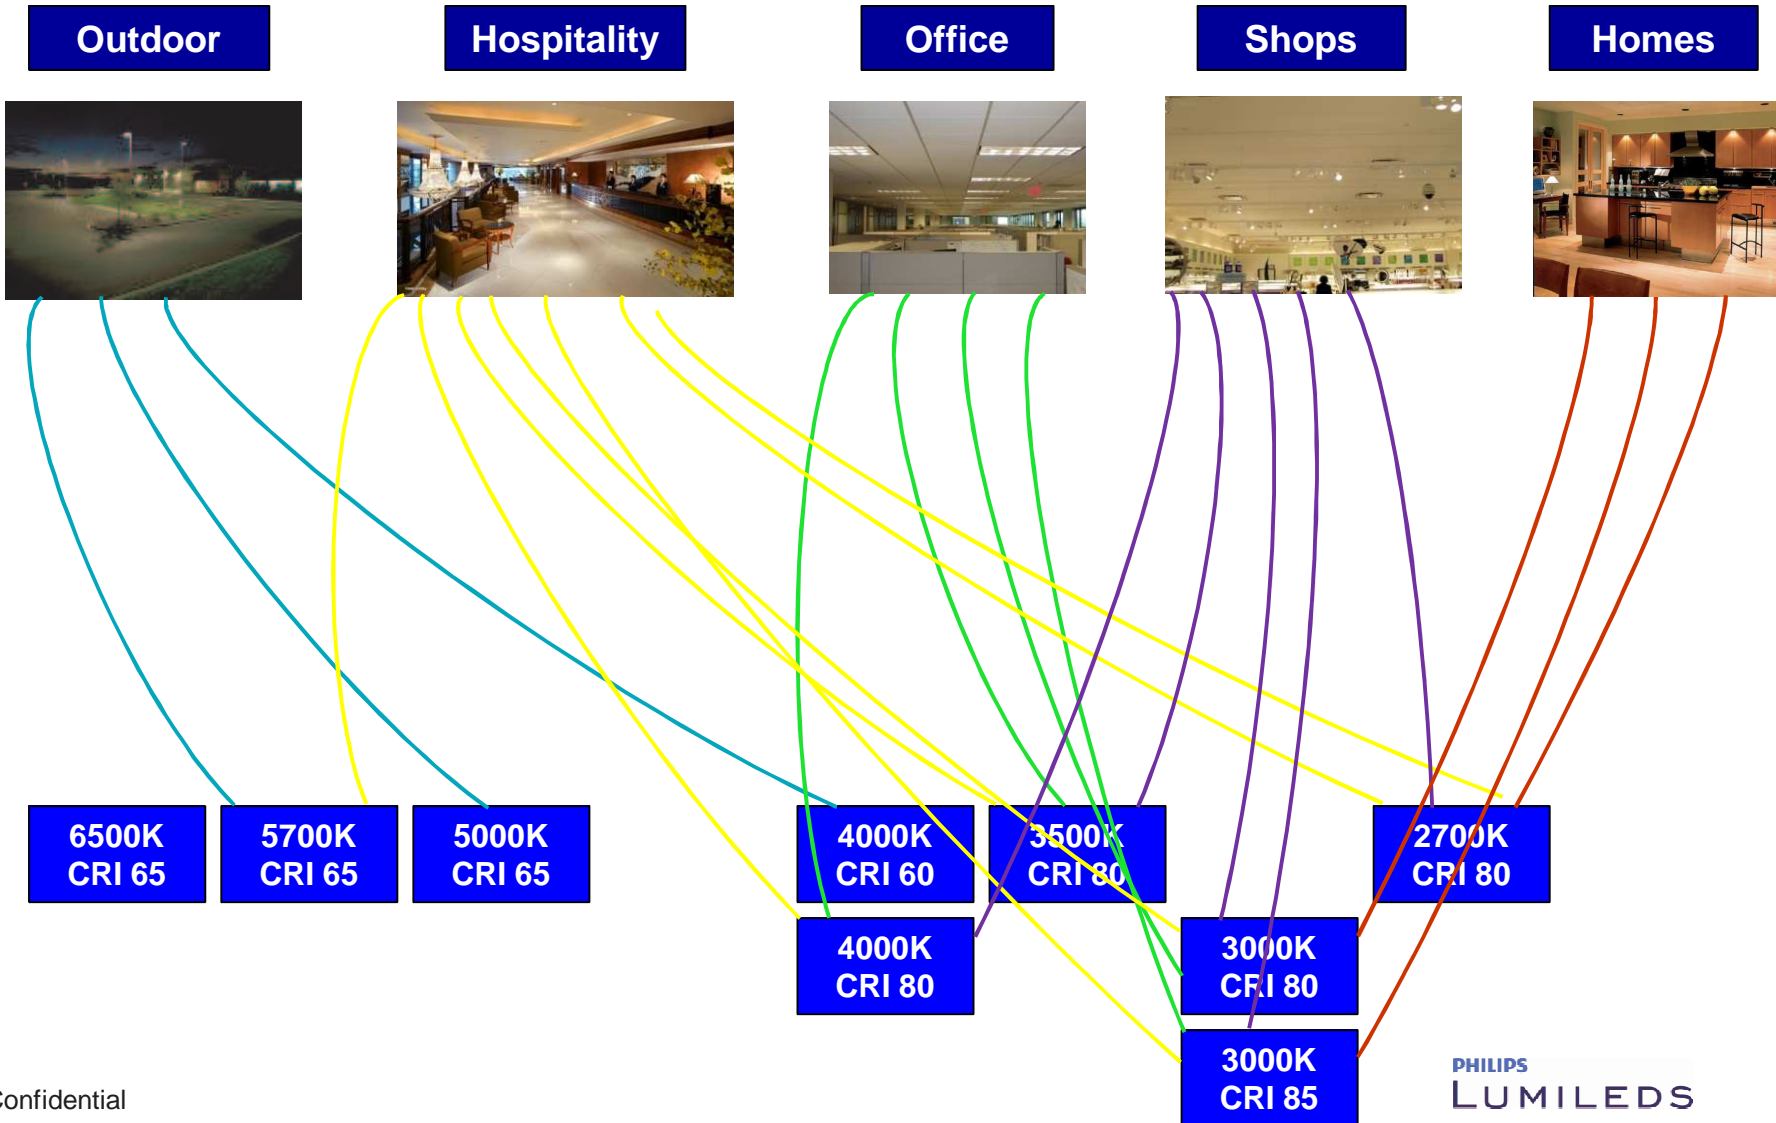 Outdoor
Hospitality
Office
Shops
Homes
6500K
CRI 65
5700K
CRI 65
5000K
CRI 65
4000K
CRI 60
3500K
CRI 80
2700K
CRI 80
4000K
CRI 80
3000K
CRI 80
3000K
CRI 85
Confidential
PHILIPS
LUMILEDS